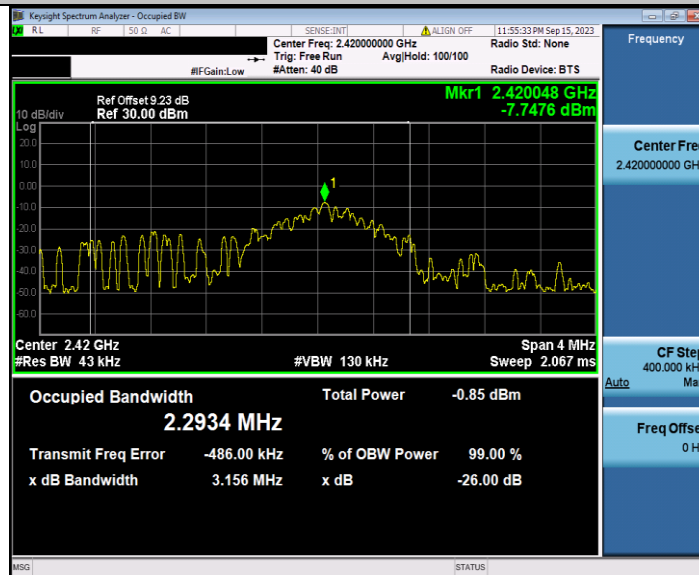 Keysight Spectrum Analyzer - Occupied BW
RL RF 50 Ω AC SENSE:INT ALIGN OFF 11:55:33 PM Sep 15, 2023
Center Freq: 2.420000000 GHz Radio Std: None
Trig: Free Run Avg|Hold: 100/100
#IFGain:Low #Atten: 40 dB Radio Device: BTS
Frequency
Ref Offset 9.23 dB Mkr1 2.420048 GHz
10 dB/div Ref 30.00 dBm -7.7476 dBm
Log
20.0
10.0
0.00
-10.0
-20.0
-30.0
-40.0
-50.0
-60.0
1
Center 2.42 GHz Span 4 MHz
#Res BW 43 kHz #VBW 130 kHz Sweep 2.067 ms
Occupied Bandwidth Total Power -0.85 dBm
2.2934 MHz
Transmit Freq Error -486.00 kHz % of OBW Power 99.00 %
x dB Bandwidth 3.156 MHz x dB -26.00 dB
Center Fre
2.420000000 GH
CF Ste
400.000 kH
Auto Ma
Freq Offse
0 H
MSG STATUS